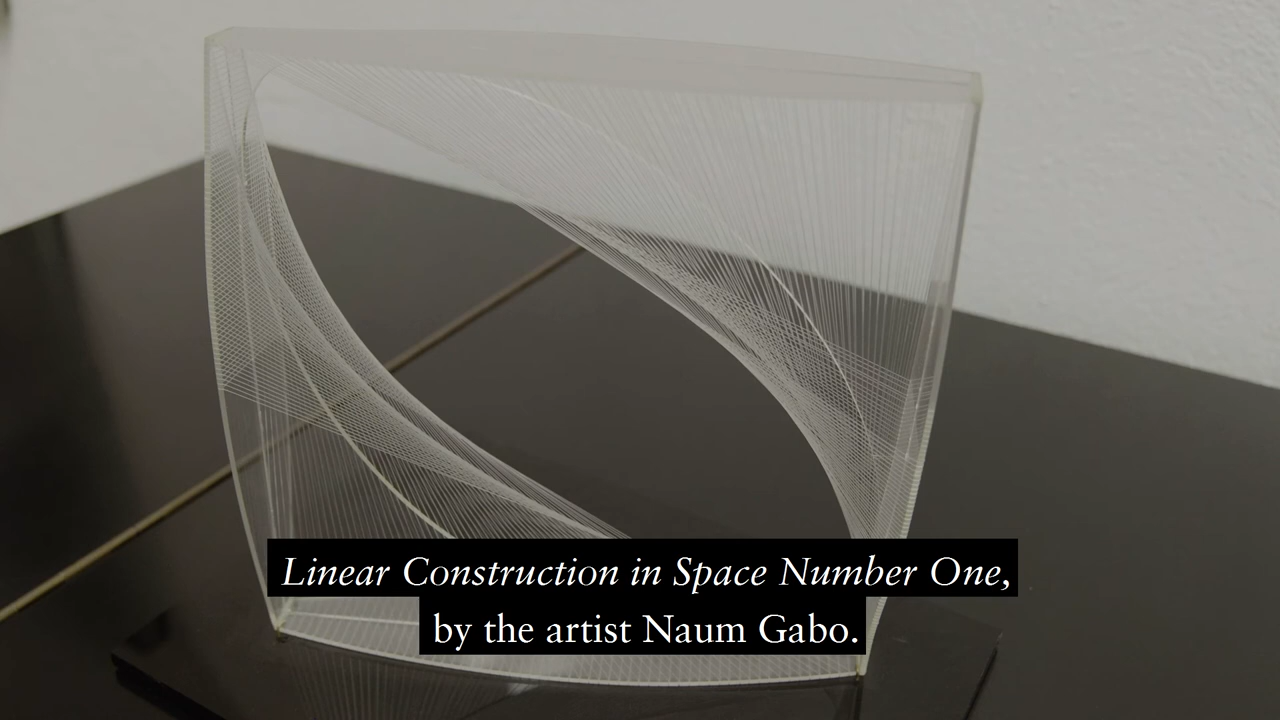 Linear Construction in Space Number One,
by the artist Naum Gabo.